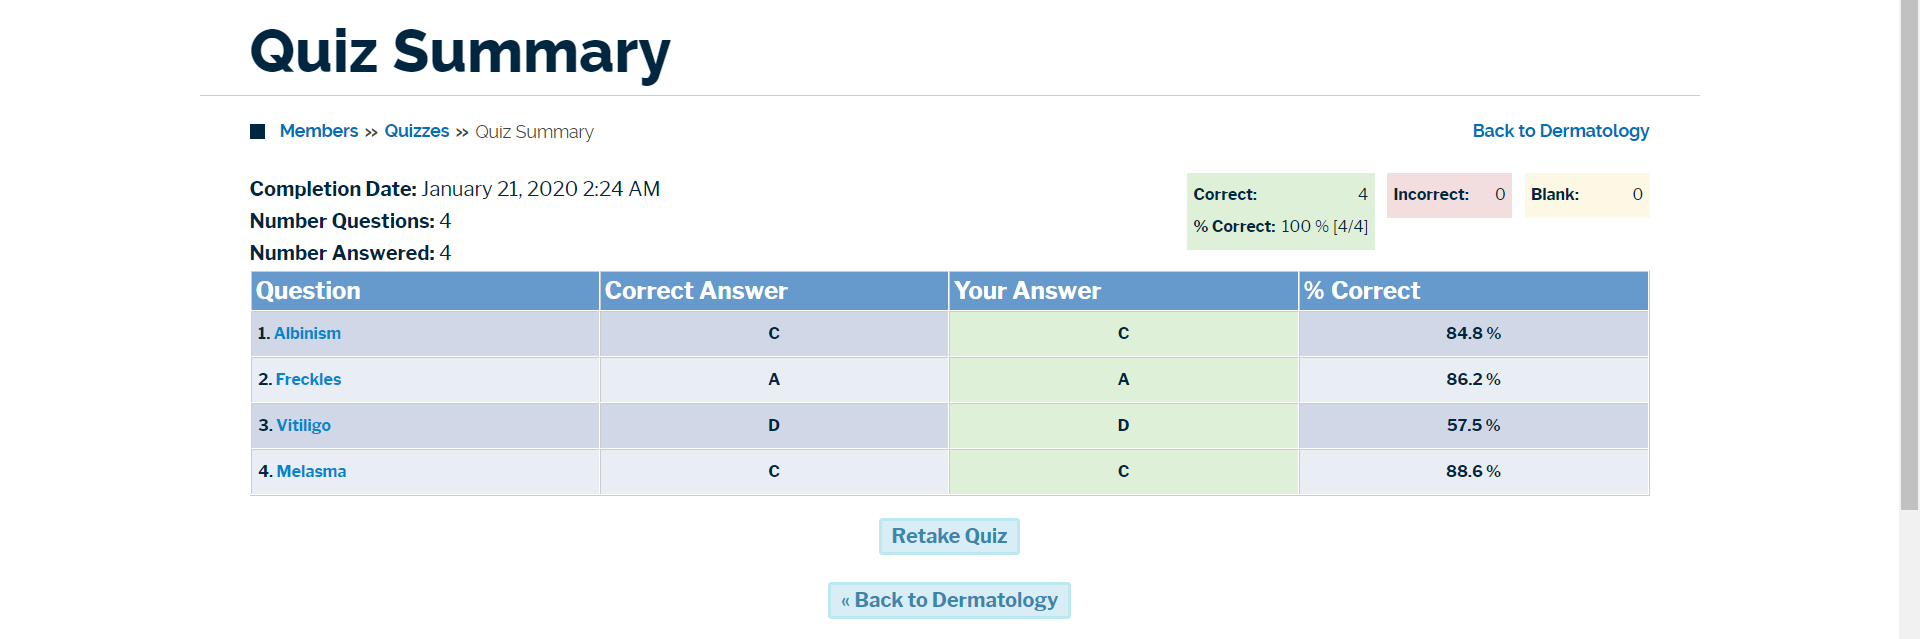 Quiz Summary
Members » Quizzes » Quiz Summary
Back to Dermatology
Completion Date: January 21, 2020 2:24 AM
Number Questions: 4
Number Answered: 4
Correct: 4
% Correct: 100 % [4/4]
Incorrect: 0
Blank: 0
Question Correct Answer Your Answer % Correct
1. Albinism C C 84.8 %
2. Freckles A A 86.2 %
3. Vitiligo D D 57.5 %
4. Melasma C C 88.6 %
Retake Quiz
« Back to Dermatology